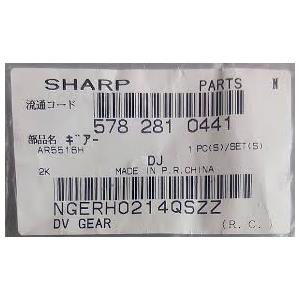 SHARP PARTS N
流通コード
578 281 0441
部品名 ギアー
AR5516H 1 PC(S)/SET(S)
DJ
2K MADE IN P.R.CHINA
NGERH0214QSZZ
DV GEAR (R.C.)